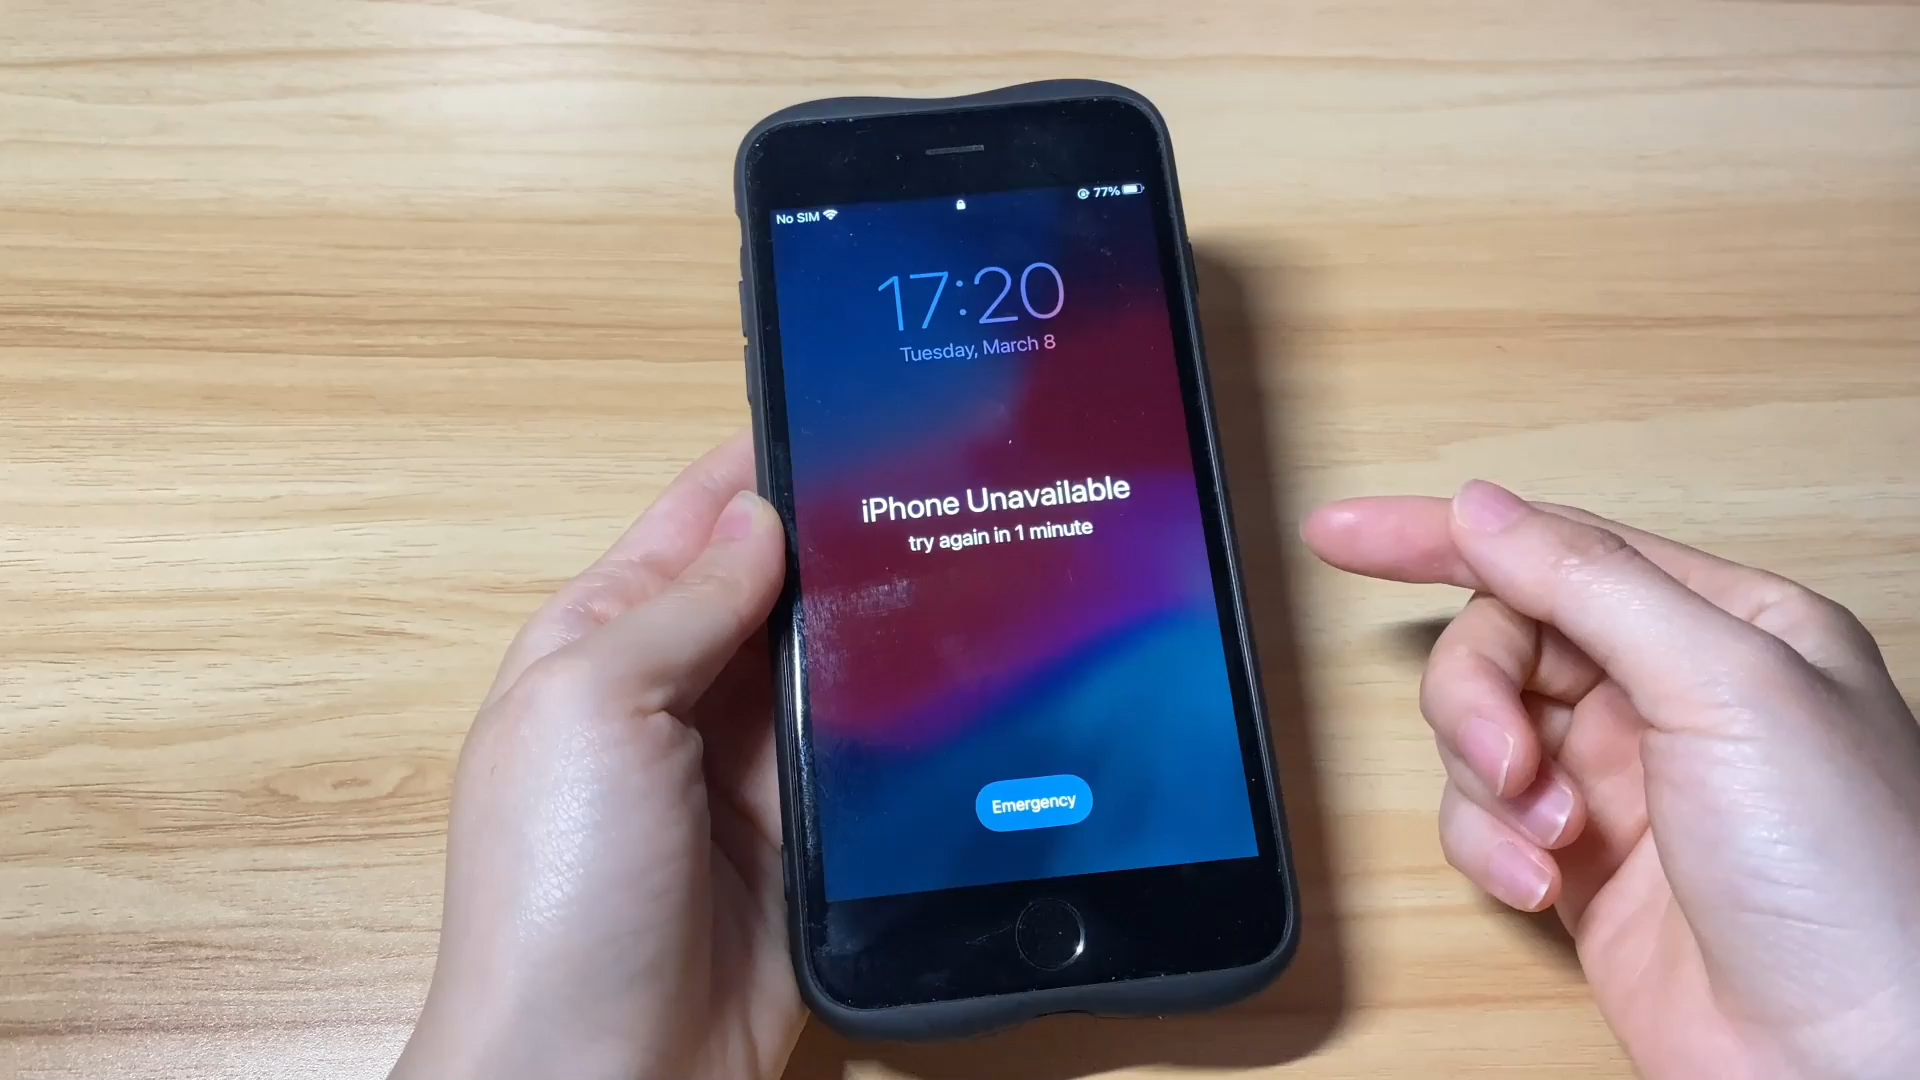 No SIM
77%
17:20
Tuesday, March 8
iPhone Unavailable
try again in 1 minute
Emergency